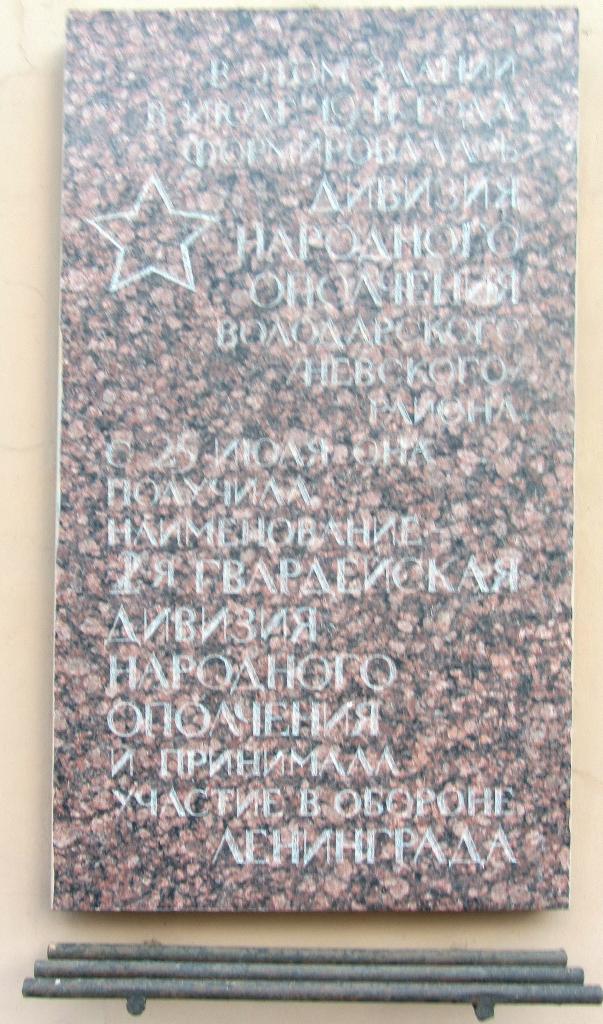 В ЭТОМ ЗДАНИИ
В ИЮЛЕ 1941 ГОДА
ФОРМИРОВАЛАСЬ
ДИВИЗИЯ
НАРОДНОГО
ОПОЛЧЕНИЯ
ВОЛОДАРСКОГО
/НЕВСКОГО/
РАЙОНА.
С 25 ИЮЛЯ ОНА
ПОЛУЧИЛА
НАИМЕНОВАНИЕ -
2-Я ГВАРДЕЙСКАЯ
ДИВИЗИЯ
НАРОДНОГО
ОПОЛЧЕНИЯ
И ПРИНИМАЛА
УЧАСТИЕ В ОБОРОНЕ
ЛЕНИНГРАДА